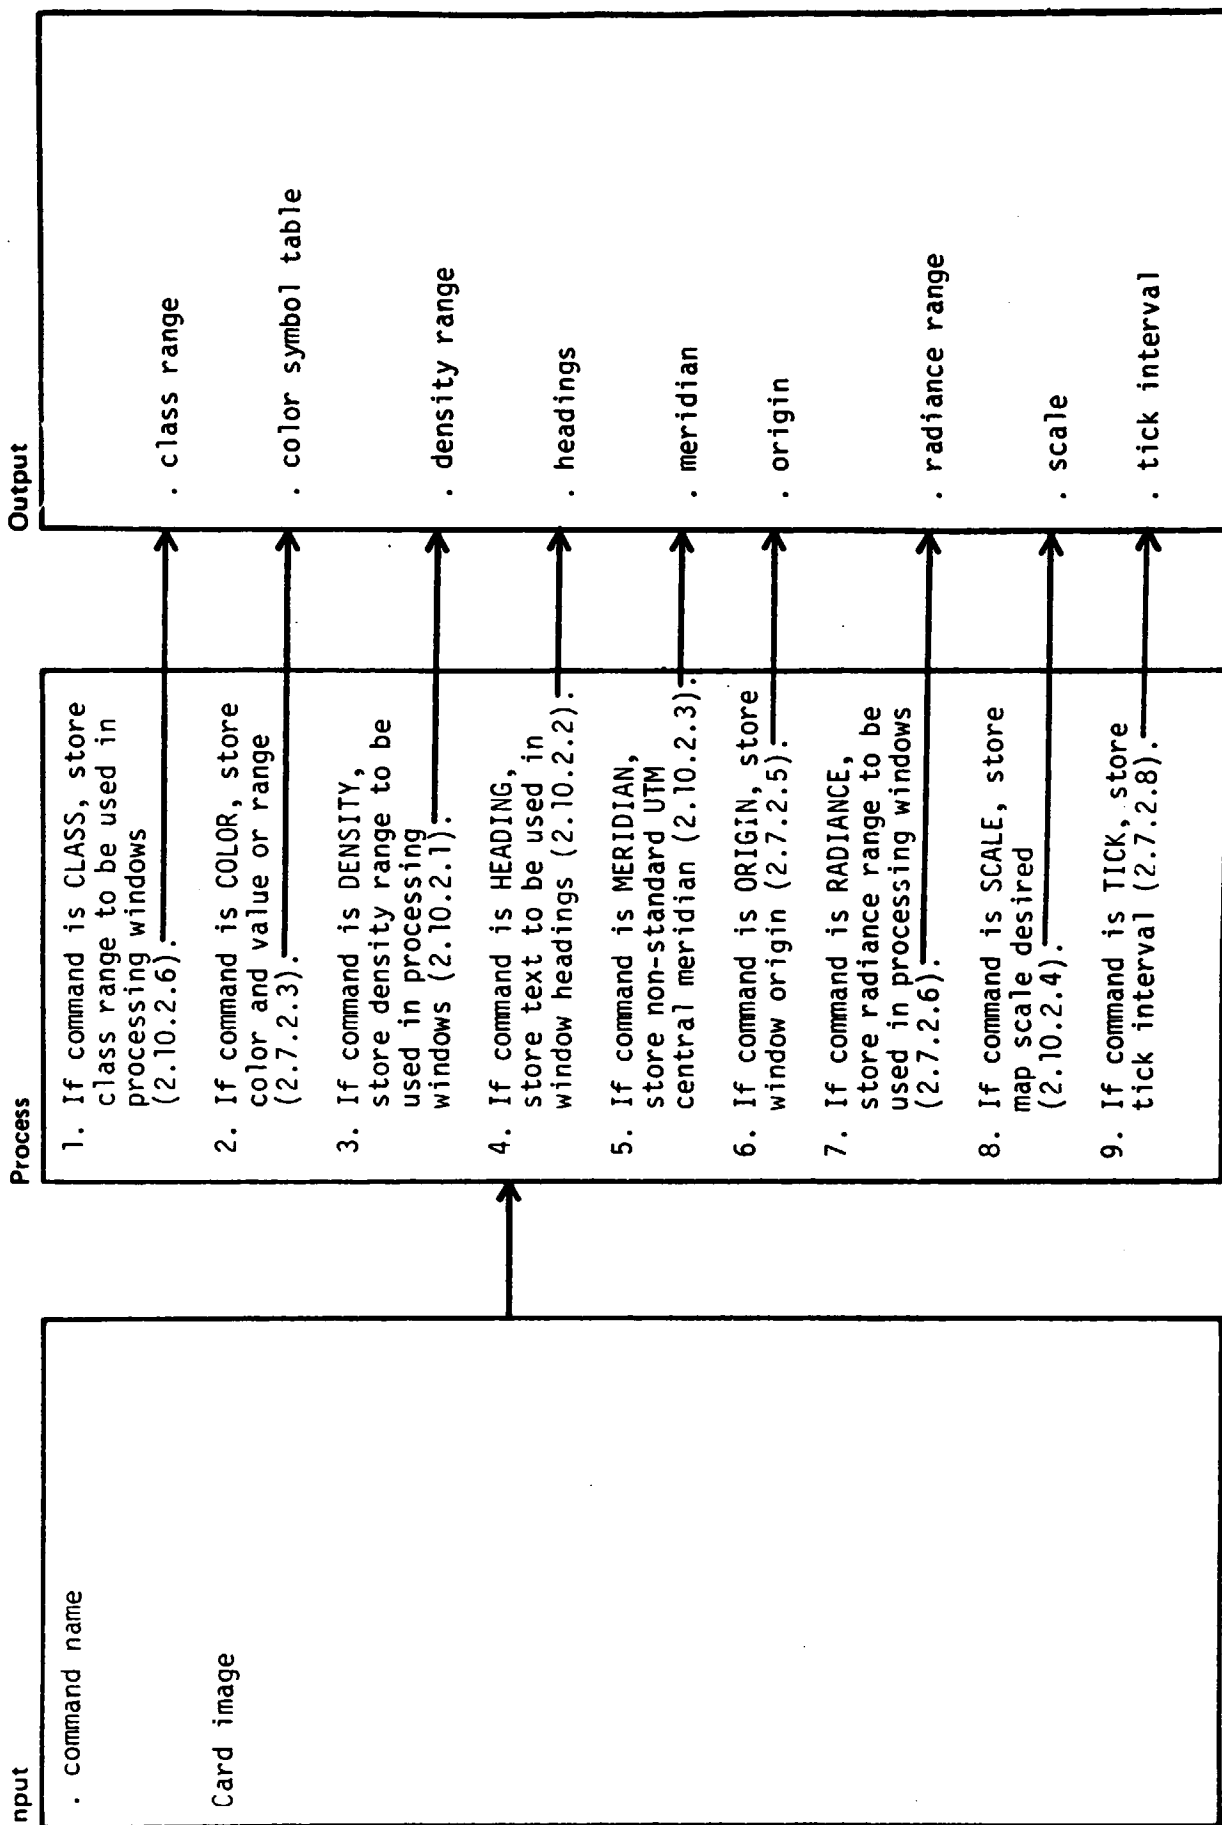 nput
. command name
Card image
Process
1. If command is CLASS, store
class range to be used in
processing windows
(2.10.2.6).
2. If command is COLOR, store
color and value or range
(2.7.2.3).
3. If command is DENSITY,
store density range to be
used in processing
windows (2.10.2.1).
4. If command is HEADING,
store text to be used in
window headings (2.10.2.2).
5. If command is MERIDIAN,
store non-standard UTM
central meridian (2.10.2.3).
6. If command is ORIGIN, store
window origin (2.7.2.5).
7. If command is RADIANCE,
store radiance range to be
used in processing windows
(2.7.2.6).
8. If command is SCALE, store
map scale desired
(2.10.2.4).
9. If command is TICK, store
tick interval (2.7.2.8).
Output
. class range
. color symbol table
. density range
. headings
. meridian
. origin
. radiance range
. scale
. tick interval